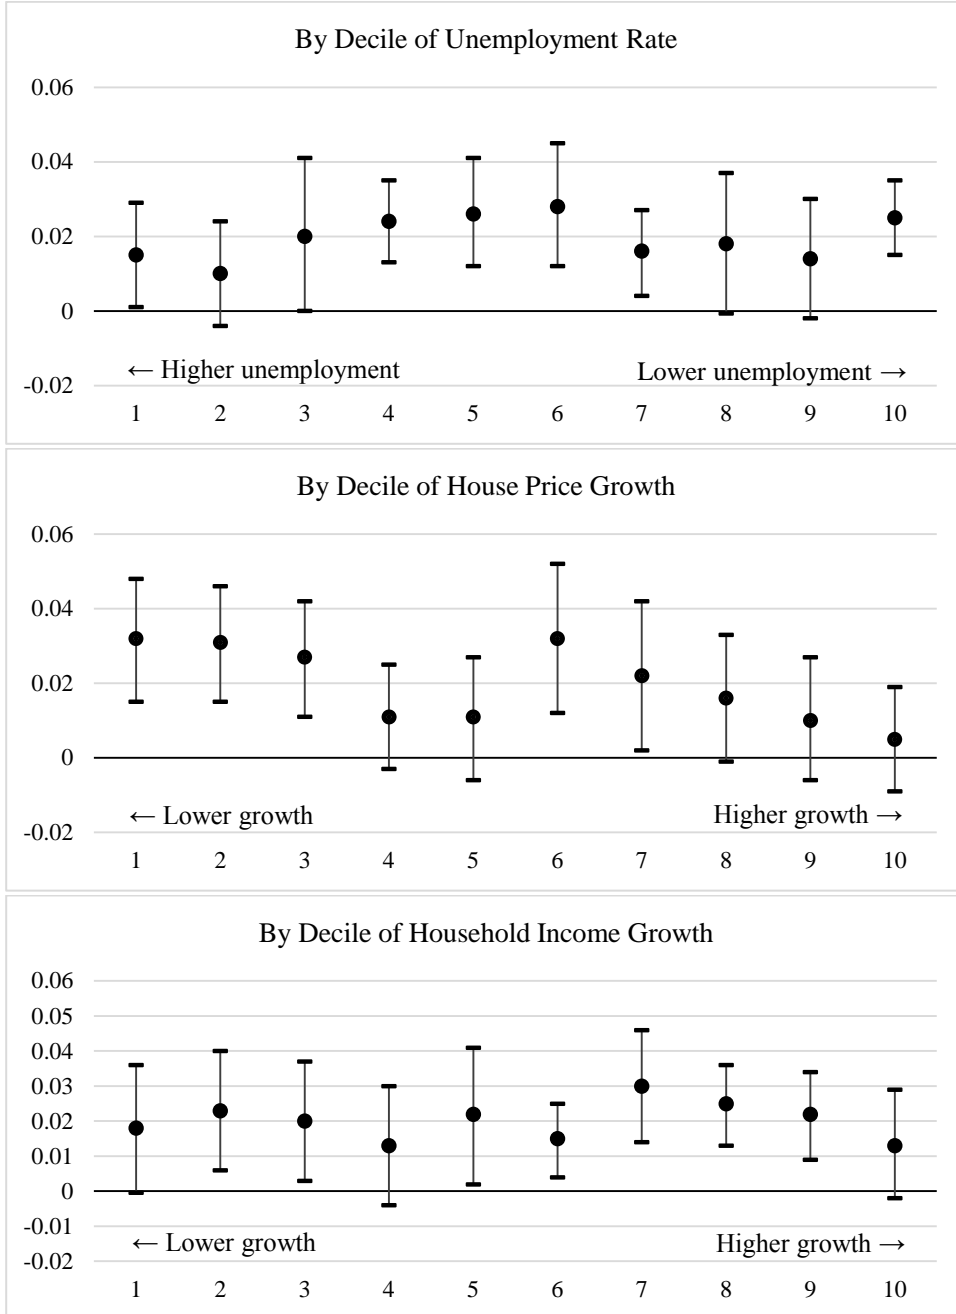 By Decile of Unemployment Rate
0.06
0.04
0.02
0
← Higher unemployment Lower unemployment →
-0.02
1 2 3 4 5 6 7 8 9 10
By Decile of House Price Growth
0.06
0.04
0.02
0
← Lower growth Higher growth →
-0.02
1 2 3 4 5 6 7 8 9 10
By Decile of Household Income Growth
0.06
0.05
0.04
0.03
0.02
0.01
0
-0.01
← Lower growth Higher growth →
-0.02
1 2 3 4 5 6 7 8 9 10